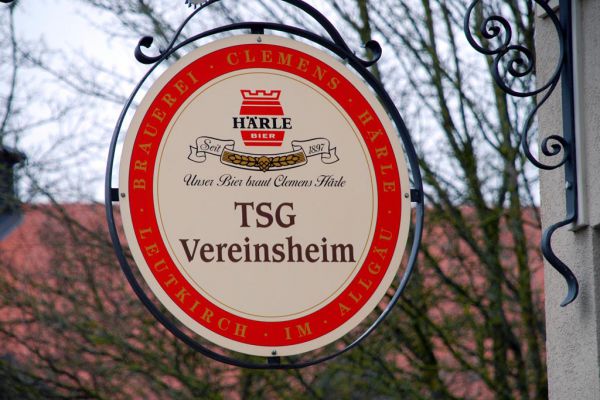 BRAUEREI · CLEMENS · HÄRLE
HÄRLE
BIER
Seit 1897
Unser Bier braut Clemens Härle
TSG
Vereinsheim
LEUTKIRCH · IM · ALLGÄU